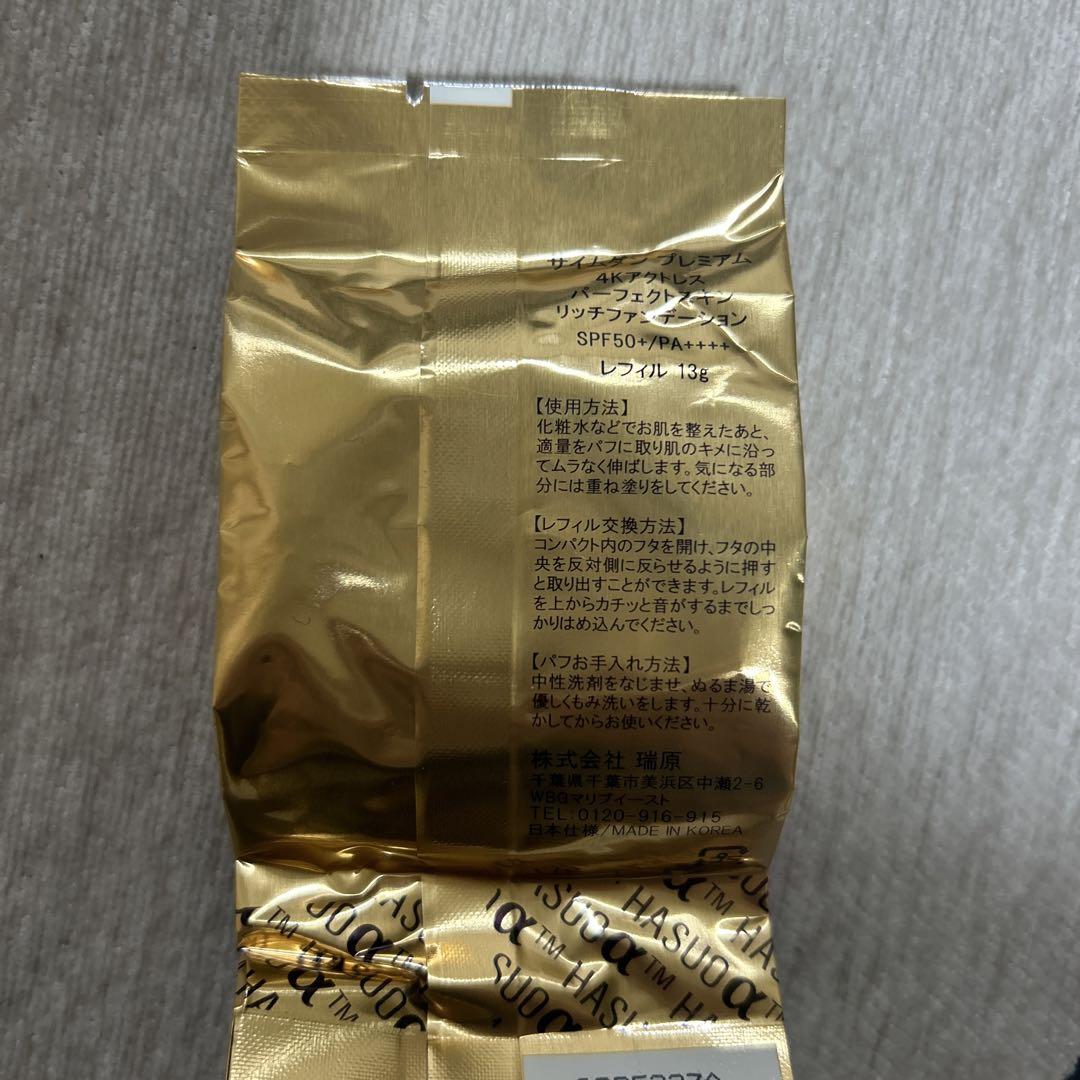 サイムダン プレミアム
4Kアクトレス
パーフェクトスキン
リッチファンデーション
SPF50+/PA++++
レフィル 13g
【使用方法】
化粧水などでお肌を整えたあと、
適量をパフに取り肌のキメに沿っ
てムラなく伸ばします。気になる部
分には重ね塗りをしてください。
【レフィル交換方法】
コンパクト内のフタを開け、フタの中
央を反対側に反らせるように押す
と取り出すことができます。レフィル
を上からカチッと音がするまでしっ
かりはめ込んでください。
【パフお手入れ方法】
中性洗剤をなじませ、ぬるま湯で
優しくもみ洗いをします。十分に乾
かしてからお使いください。
株式会社 瑞原
千葉県千葉市美浜区中瀬2-6
WBGマリブイースト
TEL:0120-916-915
日本仕様/MADE IN KOREA
HASUO α™ HASUO α™